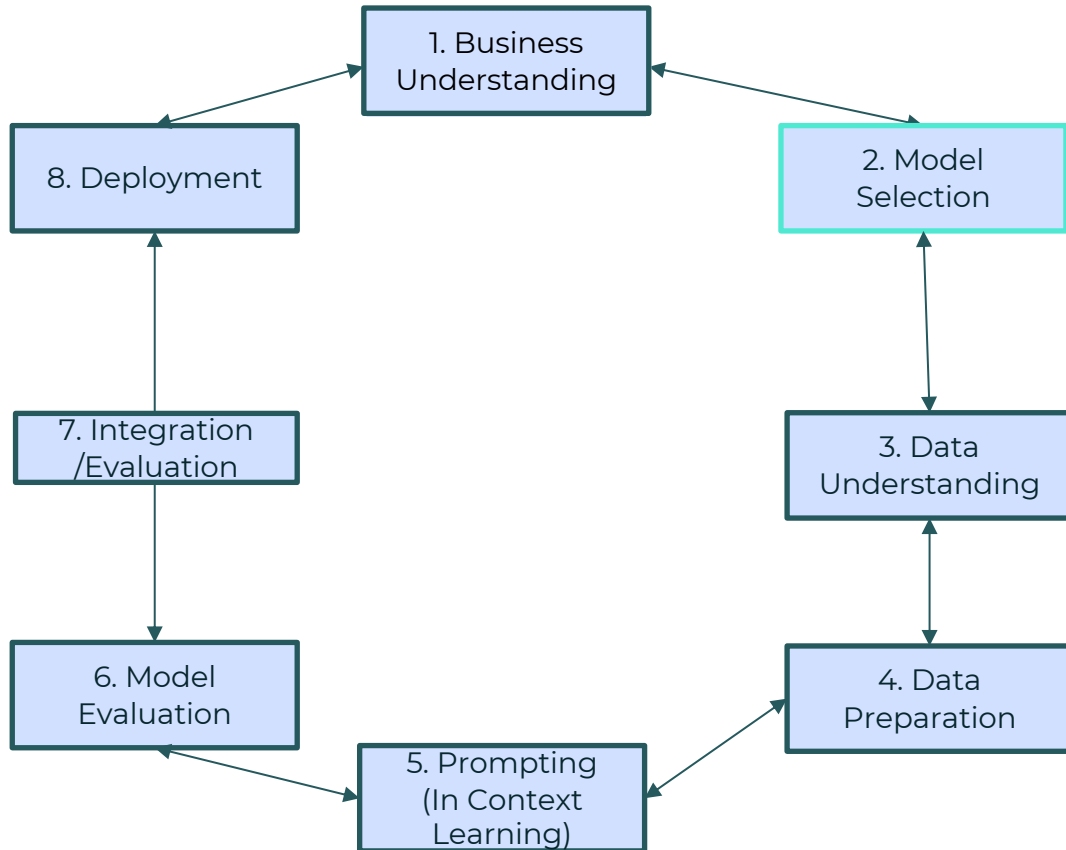 1. Business
Understanding
2. Model
Selection
3. Data
Understanding
4. Data
Preparation
5. Prompting
(In Context
Learning)
6. Model
Evaluation
7. Integration
/Evaluation
8. Deployment